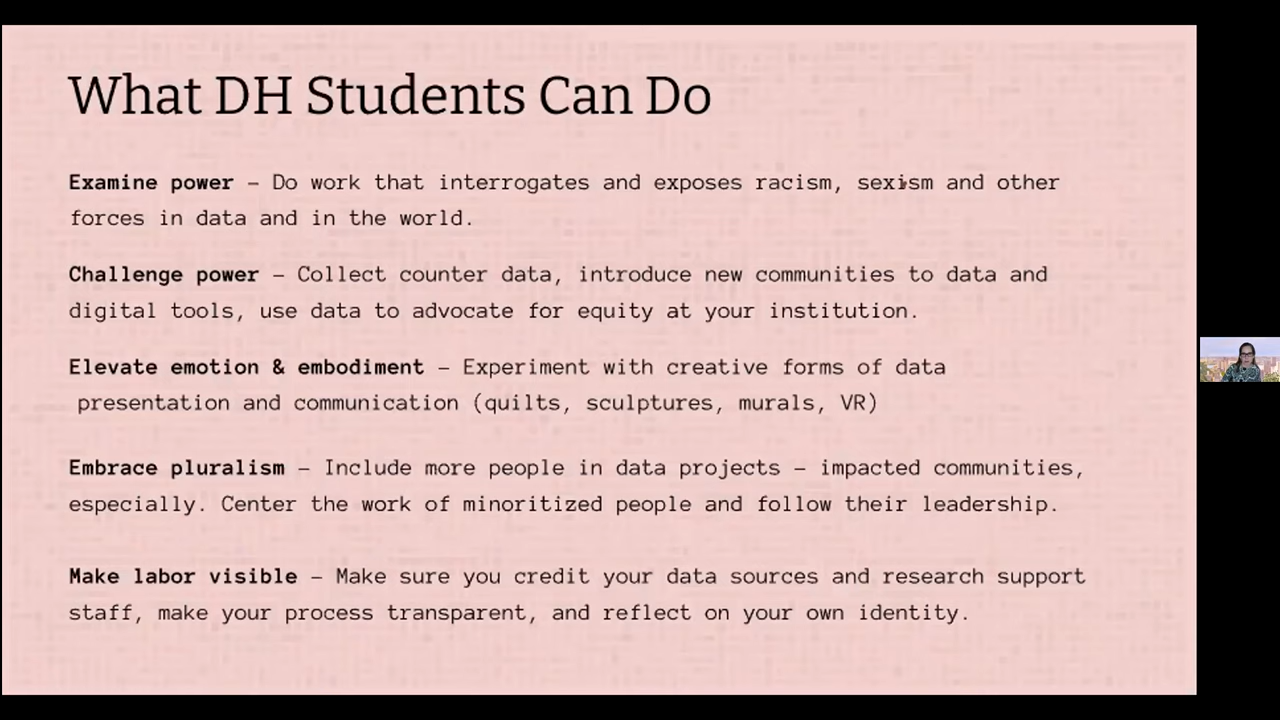 What DH Students Can Do
Examine power – Do work that interrogates and exposes racism, sexism and other
forces in data and in the world.
Challenge power – Collect counter data, introduce new communities to data and
digital tools, use data to advocate for equity at your institution.
Elevate emotion & embodiment – Experiment with creative forms of data
presentation and communication (quilts, sculptures, murals, VR)
Embrace pluralism – Include more people in data projects – impacted communities,
especially. Center the work of minoritized people and follow their leadership.
Make labor visible – Make sure you credit your data sources and research support
staff, make your process transparent, and reflect on your own identity.